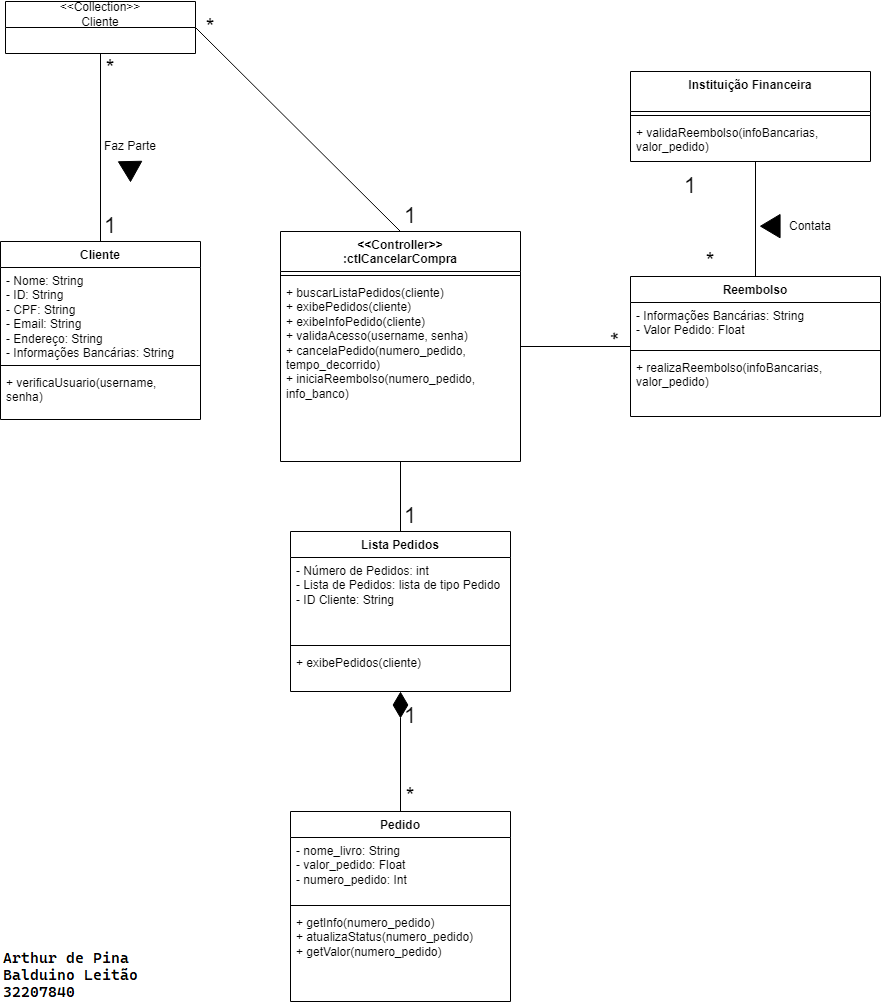 <<Collection>>
Cliente
*
*
Faz Parte
1
1
Cliente
- Nome: String
- ID: String
- CPF: String
- Email: String
- Endereço: String
- Informações Bancárias: String
+ verificaUsuario(username,
senha)
<<Controller>>
:ctlCancelarCompra
+ buscarListaPedidos(cliente)
+ exibePedidos(cliente)
+ exibeInfoPedido(cliente)
+ validaAcesso(username, senha)
+ cancelaPedido(numero_pedido,
tempo_decorrido)
+ iniciaReembolso(numero_pedido,
info_banco)
Instituição Financeira
+ validaReembolso(infoBancarias,
valor_pedido)
1
Contata
*
*
Reembolso
- Informações Bancárias: String
- Valor Pedido: Float
+ realizaReembolso(infoBancarias,
valor_pedido)
1
Lista Pedidos
- Número de Pedidos: int
- Lista de Pedidos: lista de tipo Pedido
- ID Cliente: String
+ exibePedidos(cliente)
1
*
Pedido
- nome_livro: String
- valor_pedido: Float
- numero_pedido: Int
+ getInfo(numero_pedido)
+ atualizaStatus(numero_pedido)
+ getValor(numero_pedido)
Arthur de Pina
Balduino Leitão
32207840